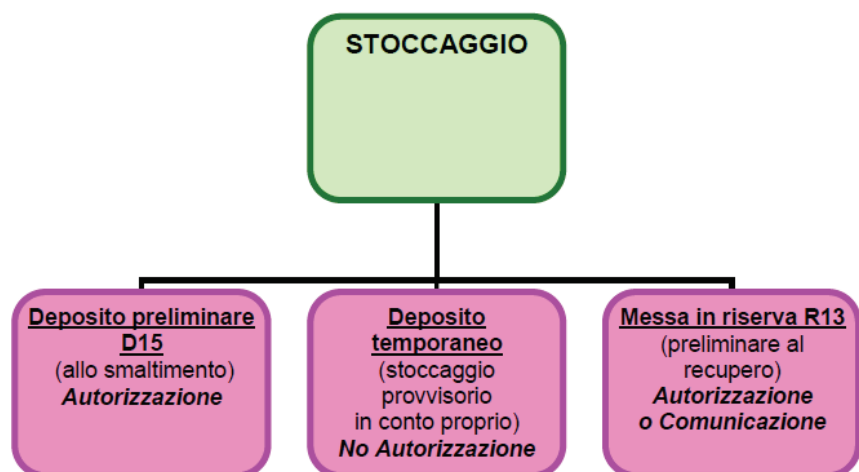 STOCCAGGIO
Deposito preliminare
D15
(allo smaltimento)
Autorizzazione
Deposito
temporaneo
(stoccaggio
provvisorio
in conto proprio)
No Autorizzazione
Messa in riserva R13
(preliminare al
recupero)
Autorizzazione
o Comunicazione